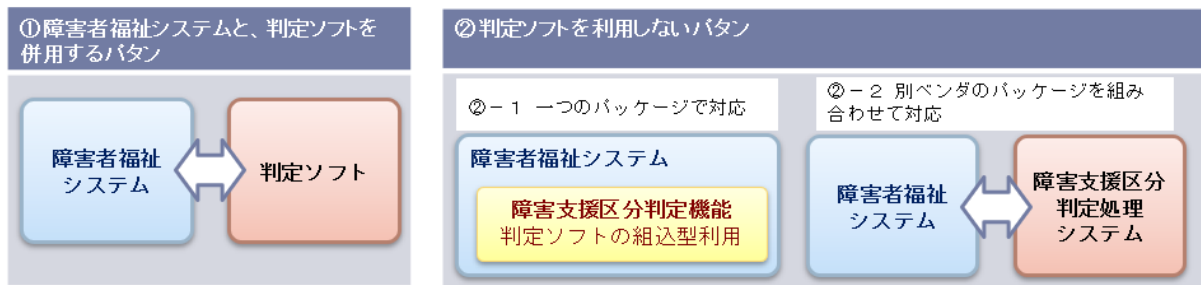 ①障害者福祉システムと、判定ソフトを
併用するパタン
障害者福祉
システム
判定ソフト
②判定ソフトを利用しないパタン
②－１ 一つのパッケージで対応
障害者福祉システム
障害支援区分判定機能
判定ソフトの組込型利用
②－２ 別ベンダのパッケージを組み
合わせて対応
障害者福祉
システム
障害支援区分
判定処理
システム